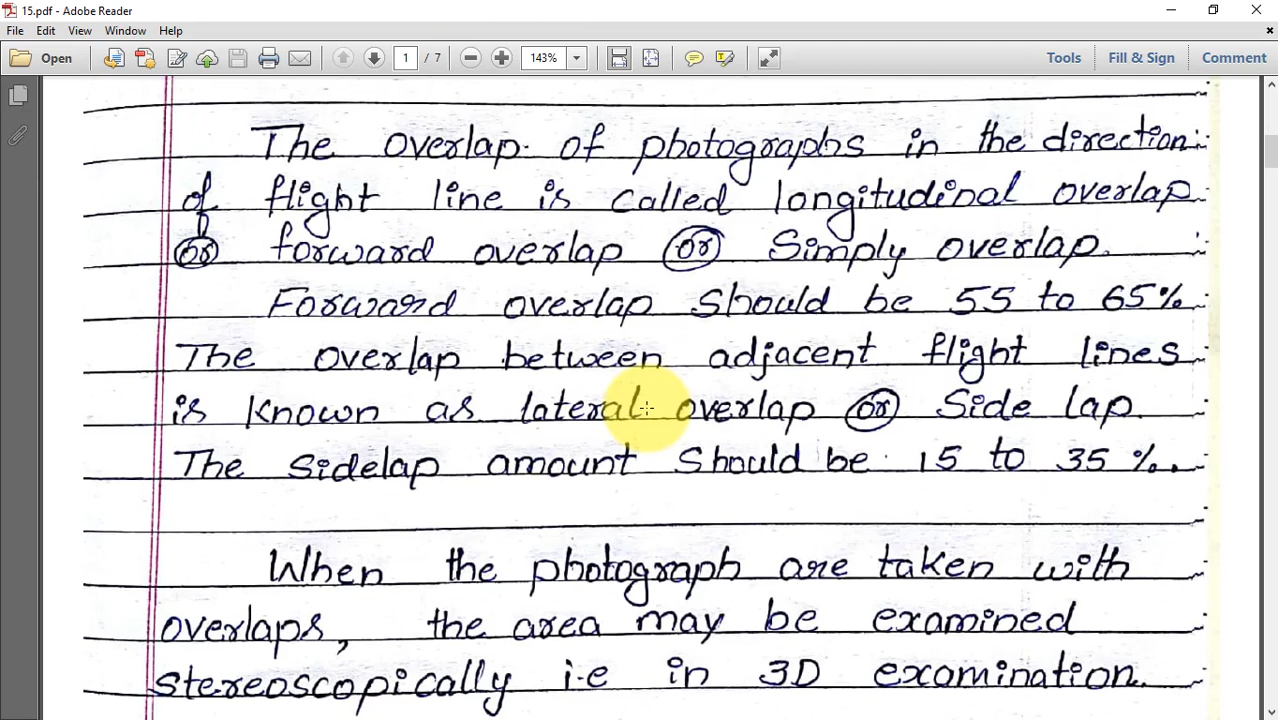 15.pdf - Adobe Reader
File Edit View Window Help
Open 1 / 7 143% Tools Fill & Sign Comment
The overlap of photographs in the direction
of flight line is called longitudinal overlap
or forward overlap or Simply overlap.
Forward overlap Should be 55 to 65%
The overlap between adjacent flight lines
is known as lateral overlap or Side lap.
The Sidelap amount Should be 15 to 35 %.
When the photograph are taken with
overlaps, the area may be examined
stereoscopically i.e in 3D examination.